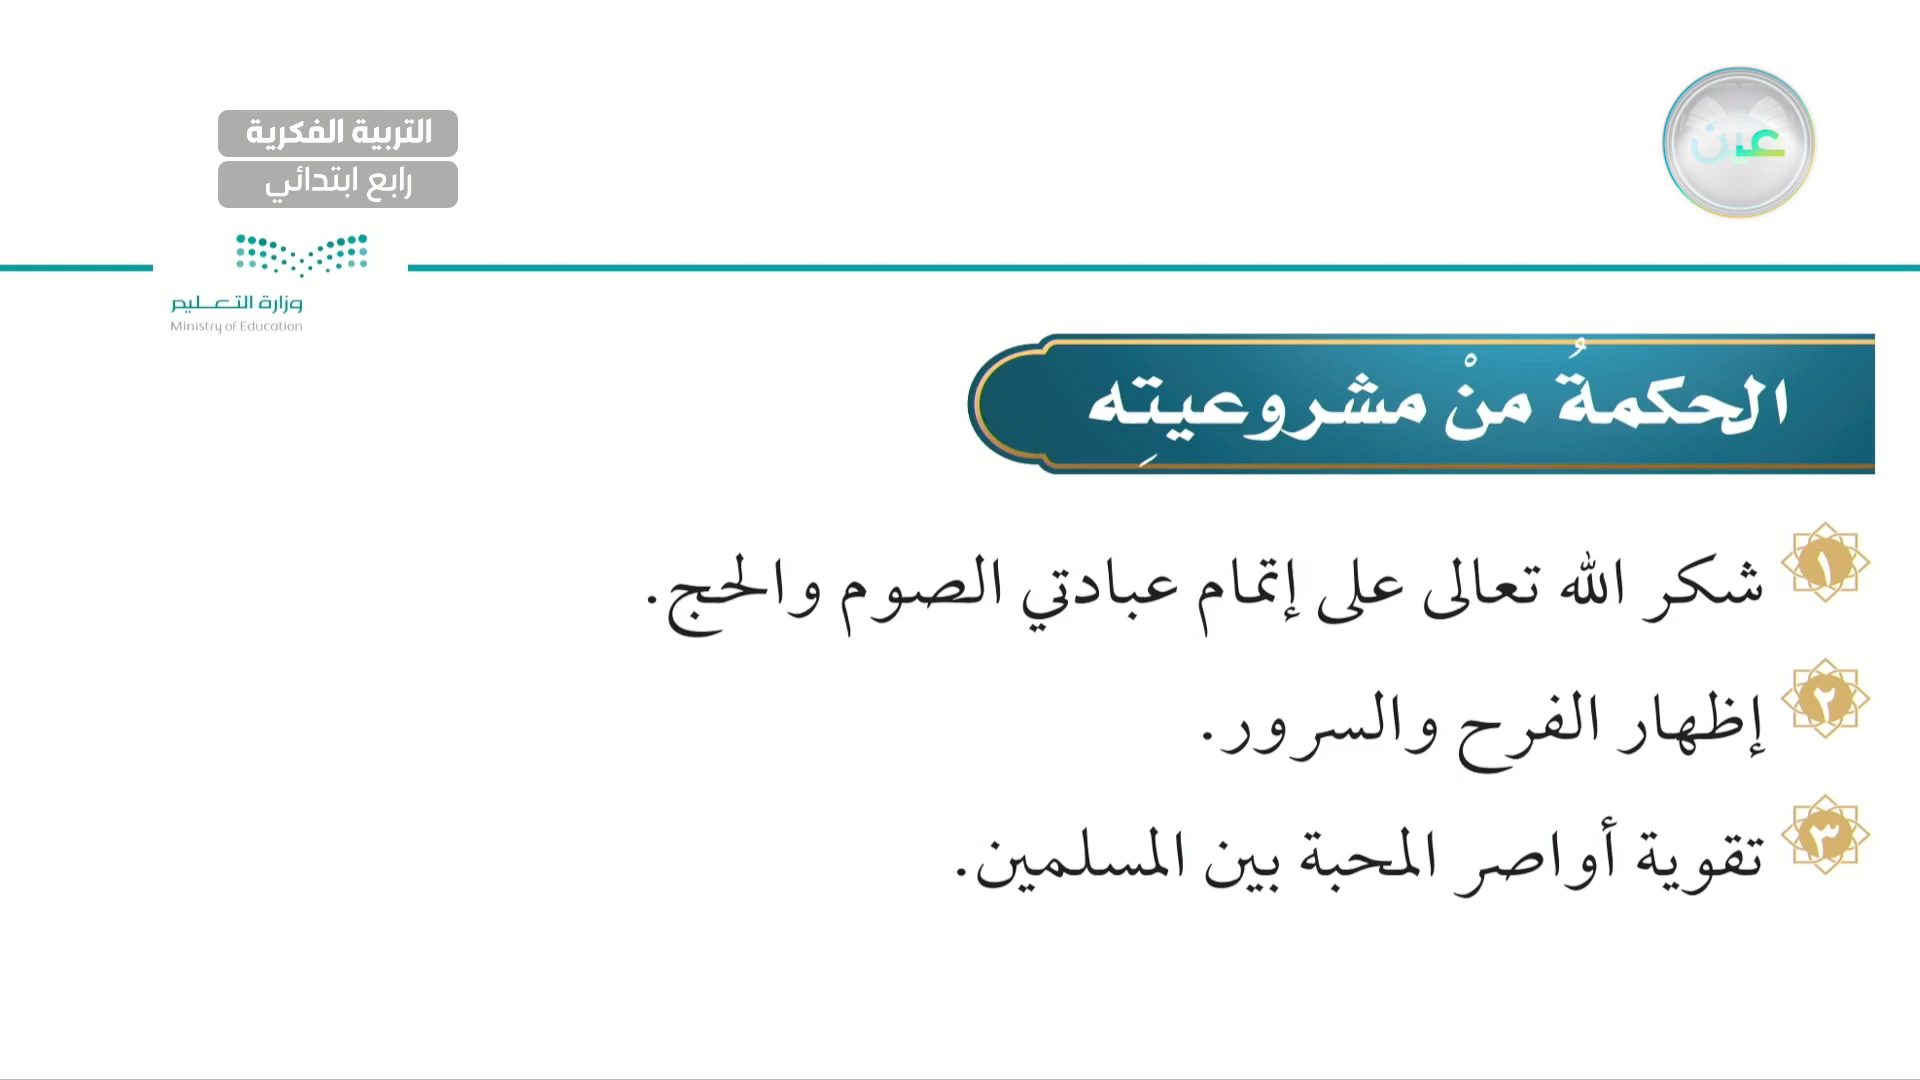 التربية الفكرية
رابع ابتدائي
عين
وزارة التعليم
Ministry of Education
الحكمةُ منْ مشروعيتِه
١ شكر الله تعالى على إتمام عبادتي الصوم والحج.
٢ إظهار الفرح والسرور.
٣ تقوية أواصر المحبة بين المسلمين.